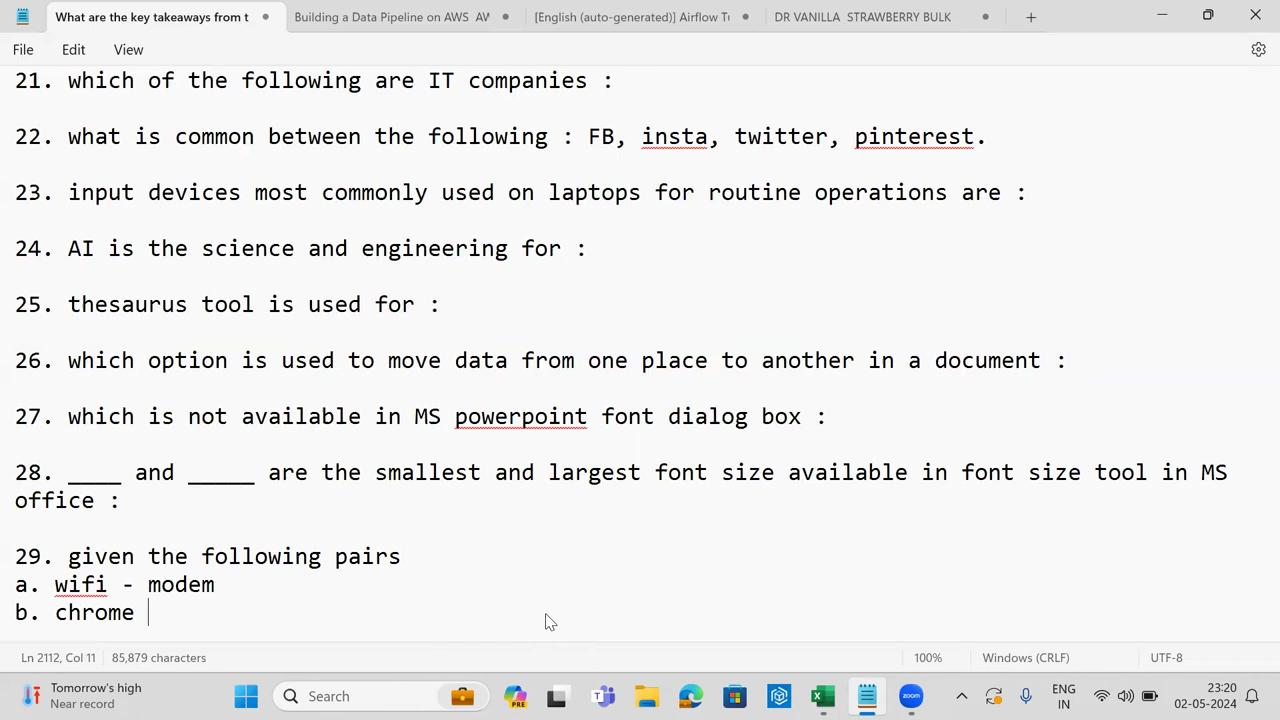 What are the key takeaways from t
Building a Data Pipeline on AWS AW
[English (auto-generated)] Airflow Tu
DR VANILLA STRAWBERRY BULK
File Edit View
21. which of the following are IT companies :
22. what is common between the following : FB, insta, twitter, pinterest.
23. input devices most commonly used on laptops for routine operations are :
24. AI is the science and engineering for :
25. thesaurus tool is used for :
26. which option is used to move data from one place to another in a document :
27. which is not available in MS powerpoint font dialog box :
28. ____ and _____ are the smallest and largest font size available in font size tool in MS
office :
29. given the following pairs
a. wifi - modem
b. chrome
Ln 2112, Col 11 85,879 characters 100% Windows (CRLF) UTF-8
Tomorrow's high
Near record
Search
PRE
zoom
ENG
IN
23:20
02-05-2024